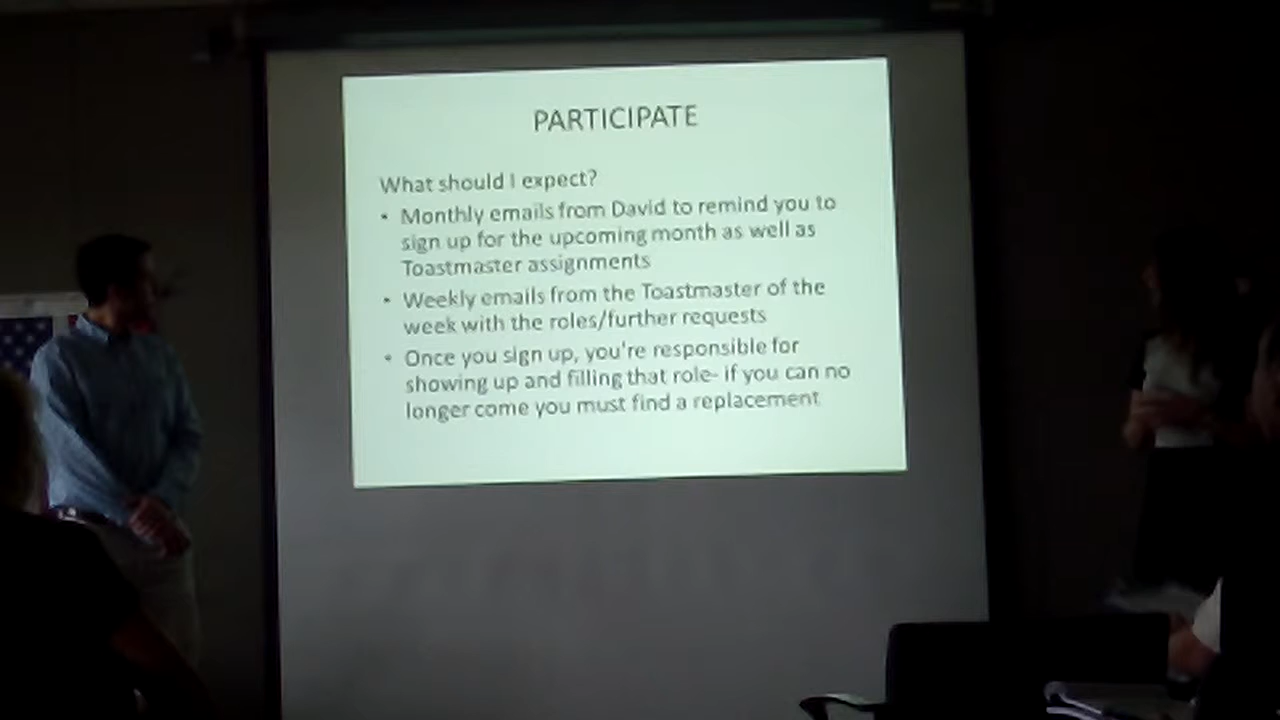 PARTICIPATE
What should I expect?
• Monthly emails from David to remind you to
sign up for the upcoming month as well as
Toastmaster assignments
• Weekly emails from the Toastmaster of the
week with the roles/further requests
• Once you sign up, you're responsible for
showing up and filling that role- if you can no
longer come you must find a replacement